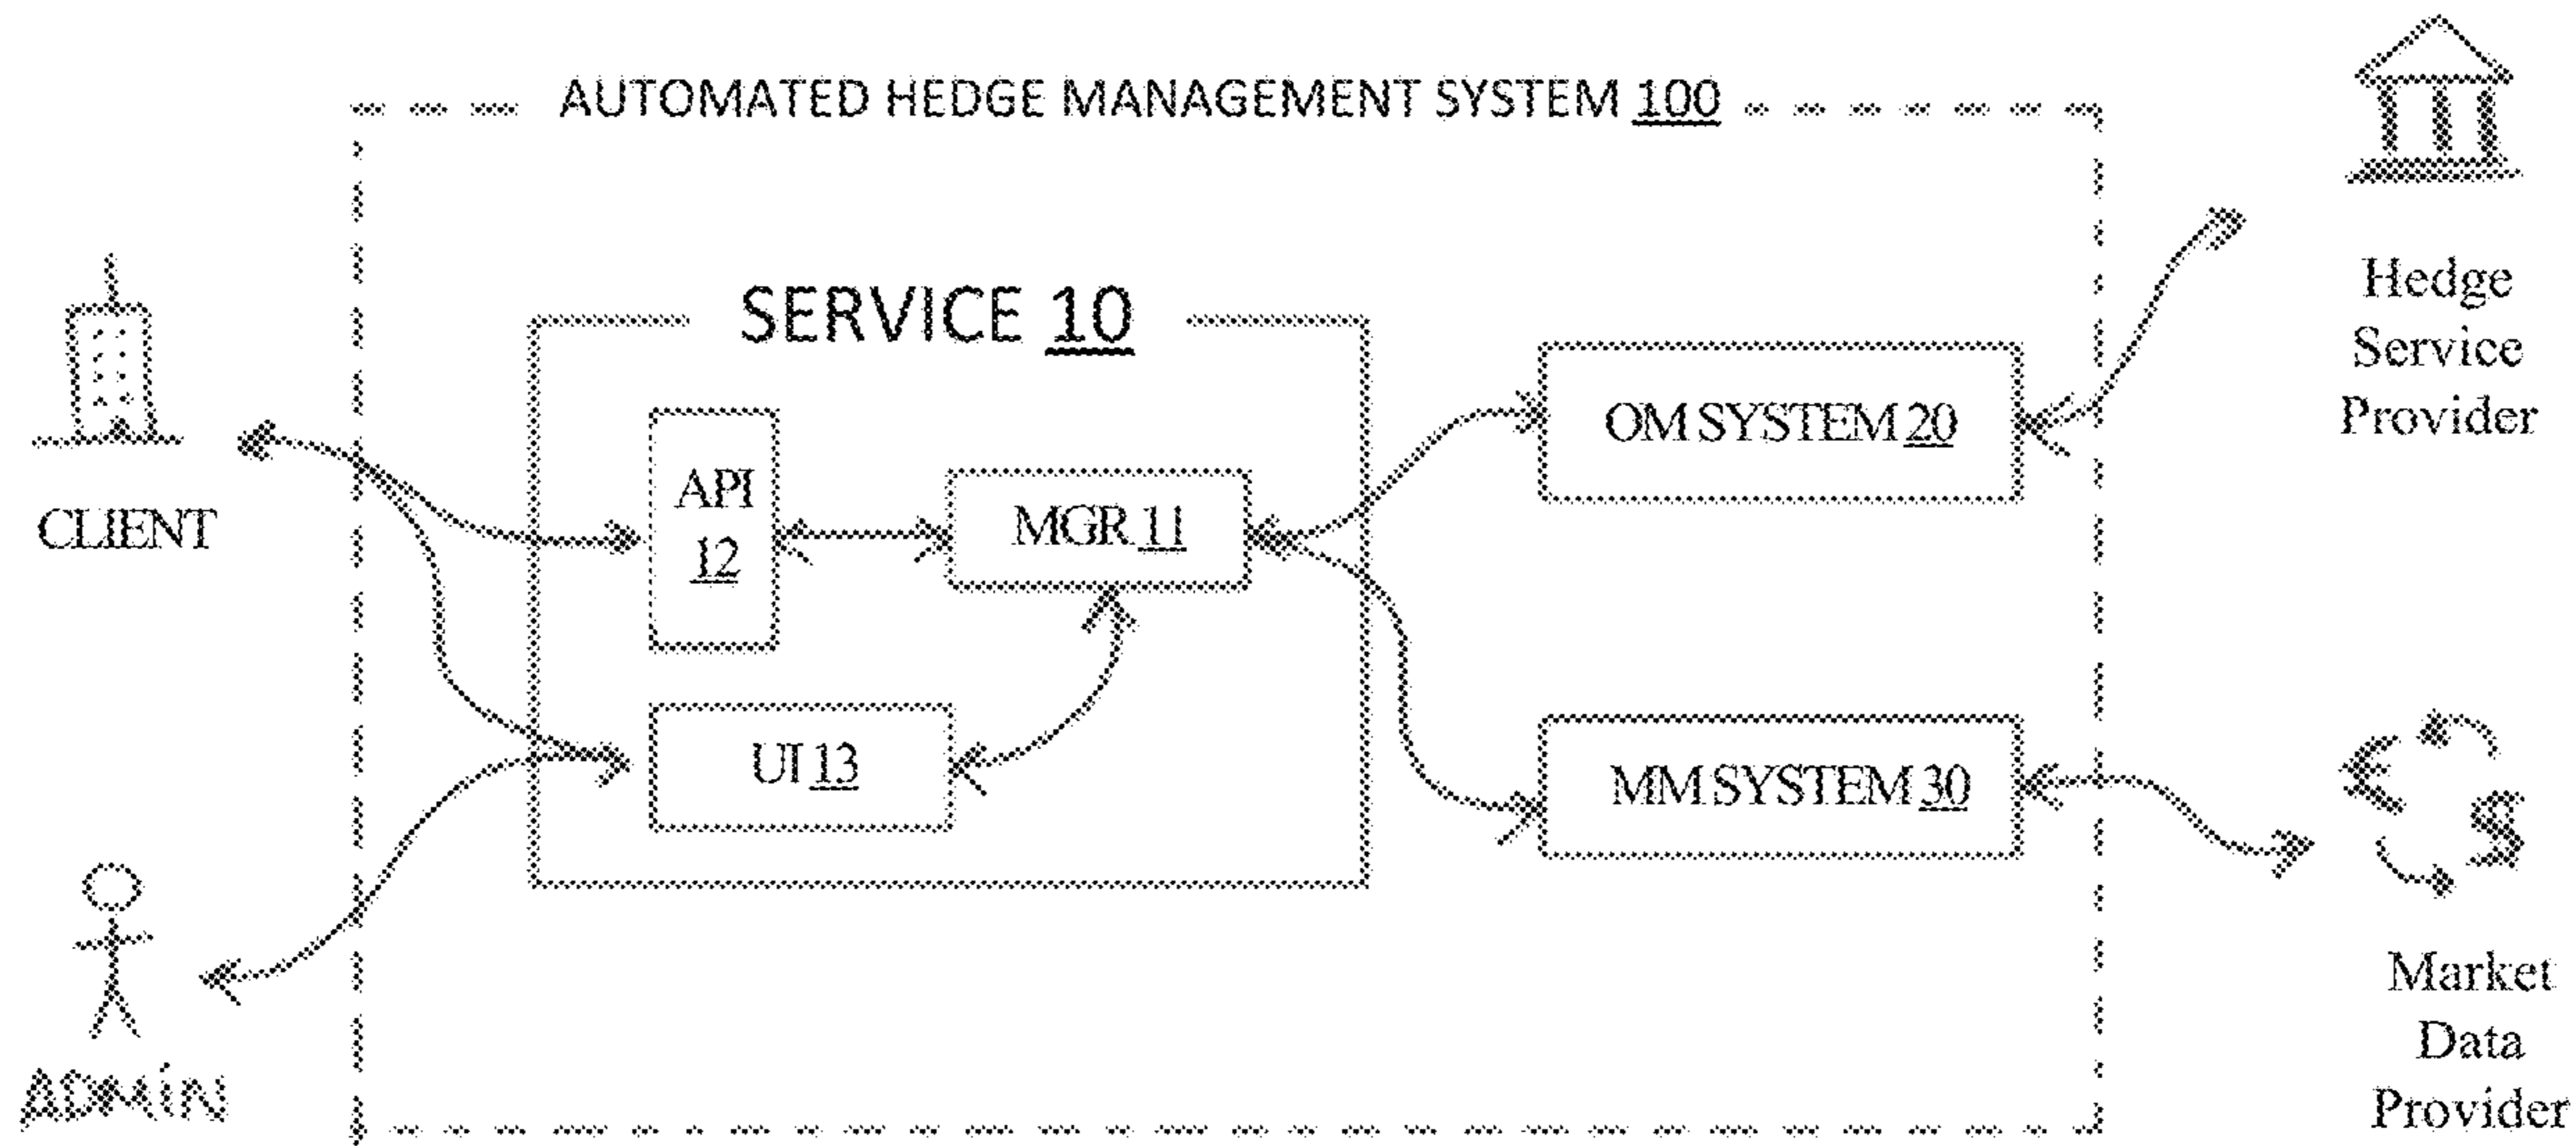 AUTOMATED HEDGE MANAGEMENT SYSTEM 100
SERVICE 10
Hedge
Service
Provider
OM SYSTEM 20
API
12
MGR 11
CLIENT
UI 13
MM SYSTEM 30
€
$
ADMiN
Market
Data
Provider